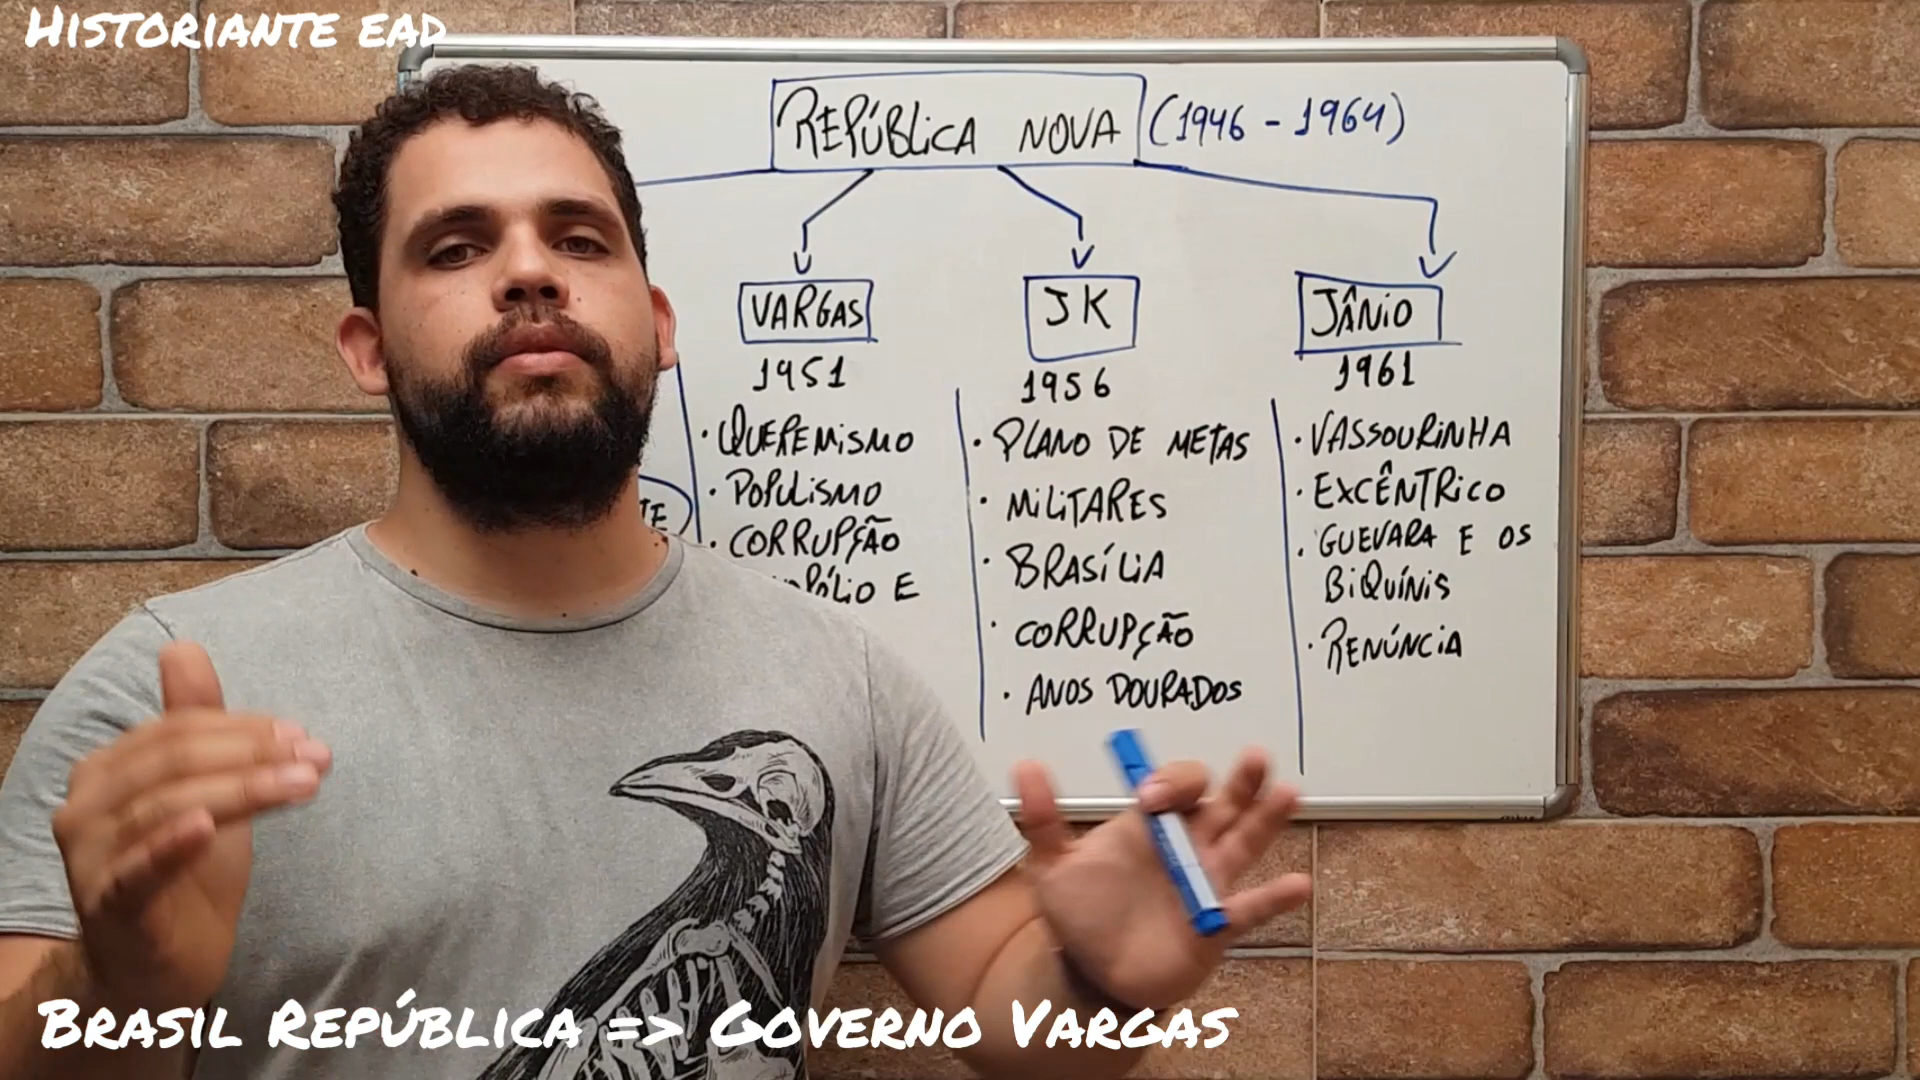 HISTORIANTE EAD
REPÚBLICA NOVA (1946 - 1964)
VARGAS
1951
· QUEREMISMO
· POPULISMO
· CORRUPÇÃO
E
JK
1956
· PLANO DE METAS
· MILITARES
· BRASÍLIA
· CORRUPÇÃO
· ANOS DOURADOS
JÂNIO
1961
· VASSOURINHA
· EXCÊNTRICO
· GUEVARA E OS
BIQUÍNIS
· RENÚNCIA
BRASIL REPÚBLICA => GOVERNO VARGAS